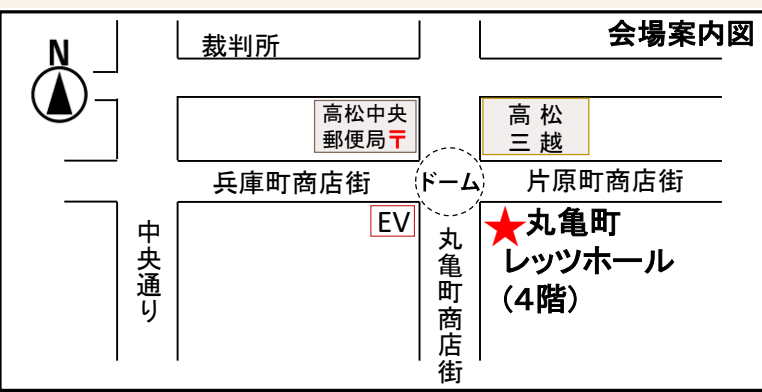 会場案内図
N
裁判所
高松中央
郵便局〒
高松
三越
兵庫町商店街
ドーム
片原町商店街
EV
★丸亀町
レッツホール
(4階)
中央通り
丸亀町商店街